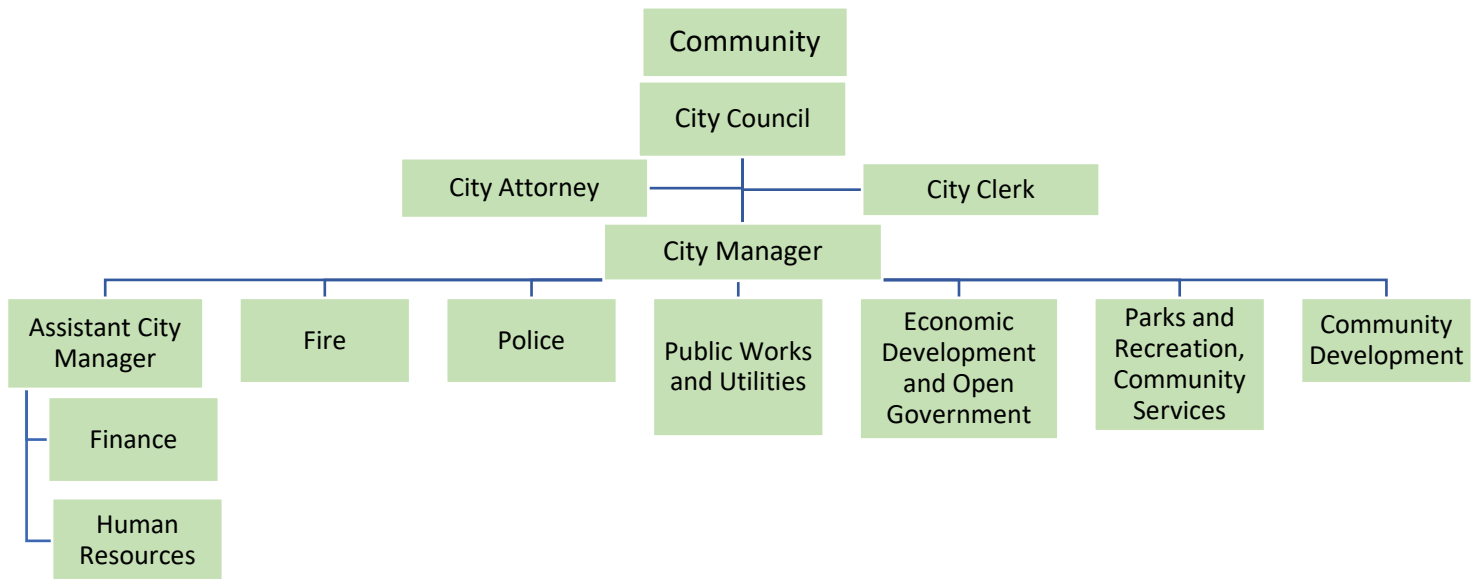 Community
City Council
City Attorney
City Clerk
City Manager
Assistant City
Manager
Fire
Police
Public Works
and Utilities
Economic
Development
and Open
Government
Parks and
Recreation,
Community
Services
Community
Development
Finance
Human
Resources